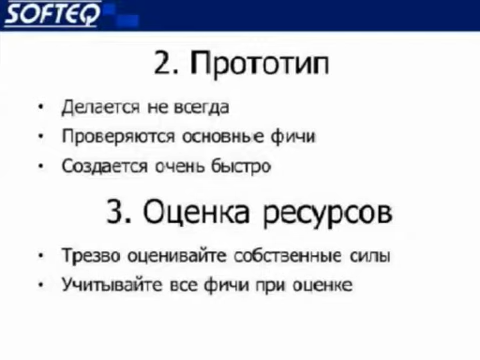 SOFTEQ
2. Прототип
• Делается не всегда
• Проверяются основные фичи
• Создается очень быстро
3. Оценка ресурсов
• Трезво оценивайте собственные силы
• Учитывайте все фичи при оценке